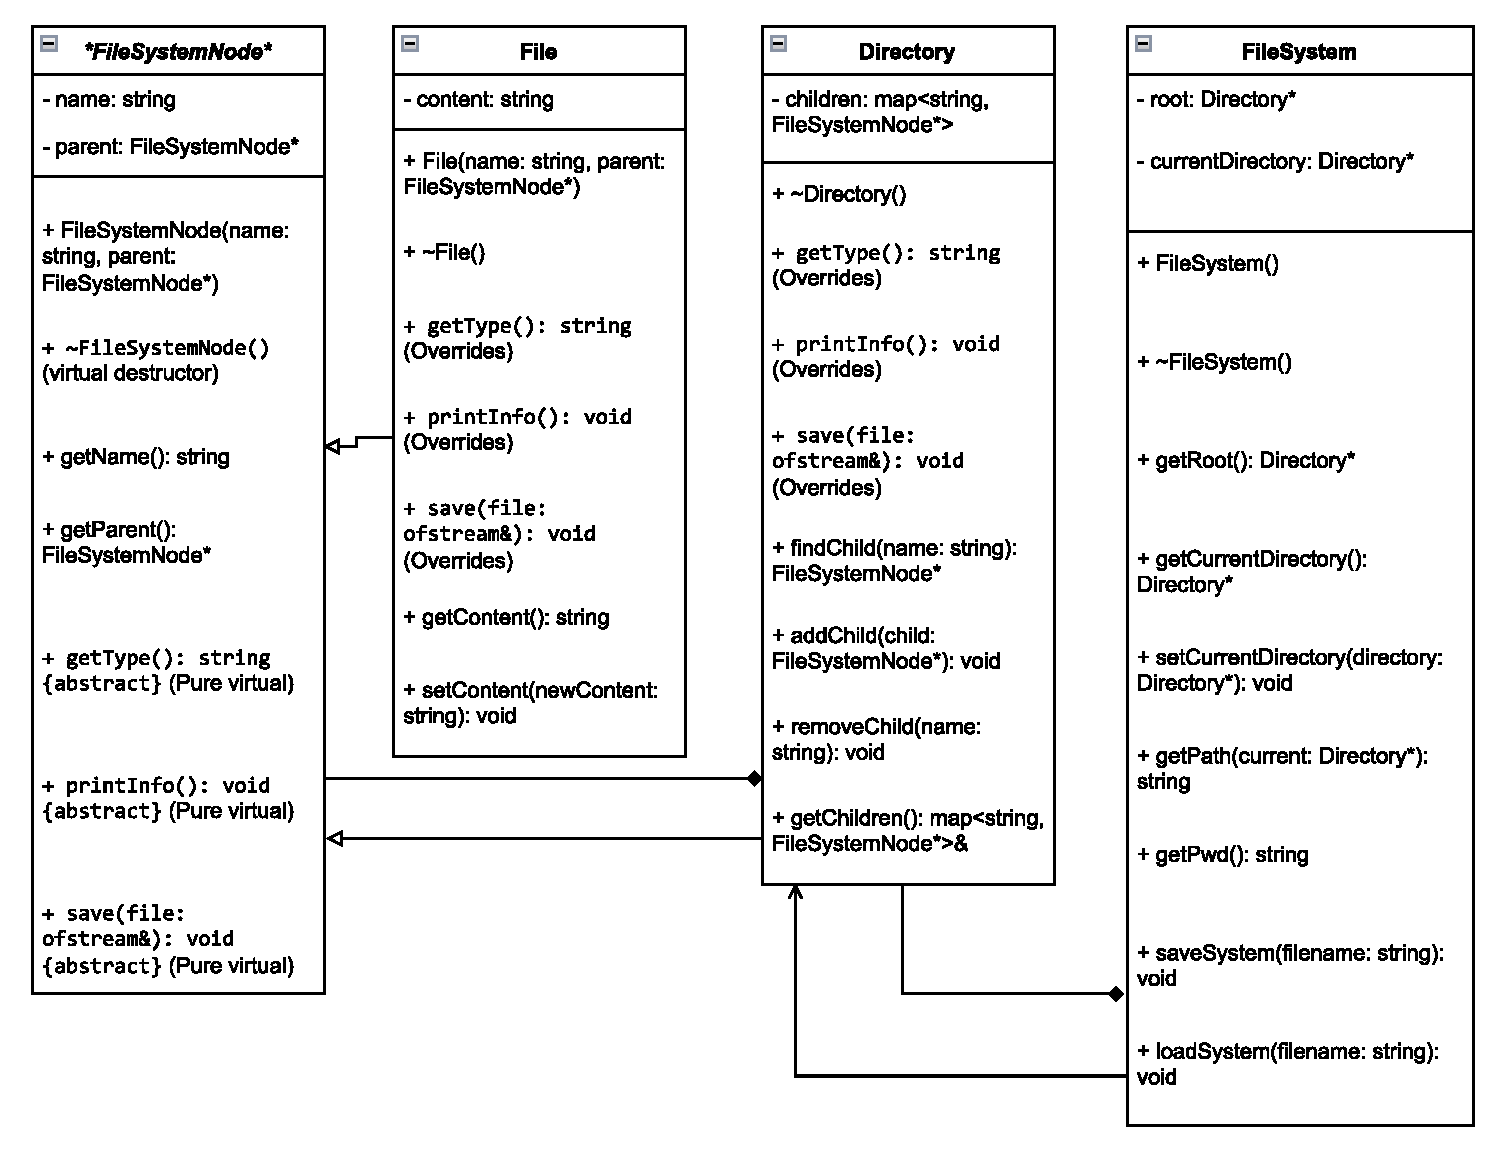 *FileSystemNode*
- name: string
- parent: FileSystemNode*
+ FileSystemNode(name:
string, parent:
FileSystemNode*)
+ ~FileSystemNode()
(virtual destructor)
+ getName(): string
+ getParent():
FileSystemNode*
+ getType(): string
{abstract} (Pure virtual)
+ printInfo(): void
{abstract} (Pure virtual)
+ save(file:
ofstream&): void
{abstract} (Pure virtual)
File
- content: string
+ File(name: string, parent:
FileSystemNode*)
+ ~File()
+ getType(): string
(Overrides)
+ printInfo(): void
(Overrides)
+ save(file:
ofstream&): void
(Overrides)
+ getContent(): string
+ setContent(newContent:
string): void
Directory
- children: map<string,
FileSystemNode*>
+ ~Directory()
+ getType(): string
(Overrides)
+ printInfo(): void
(Overrides)
+ save(file:
ofstream&): void
(Overrides)
+ findChild(name: string):
FileSystemNode*
+ addChild(child:
FileSystemNode*): void
+ removeChild(name:
string): void
+ getChildren(): map<string,
FileSystemNode*>&
FileSystem
- root: Directory*
- currentDirectory: Directory*
+ FileSystem()
+ ~FileSystem()
+ getRoot(): Directory*
+ getCurrentDirectory():
Directory*
+ setCurrentDirectory(directory:
Directory*): void
+ getPath(current: Directory*):
string
+ getPwd(): string
+ saveSystem(filename: string):
void
+ loadSystem(filename: string):
void